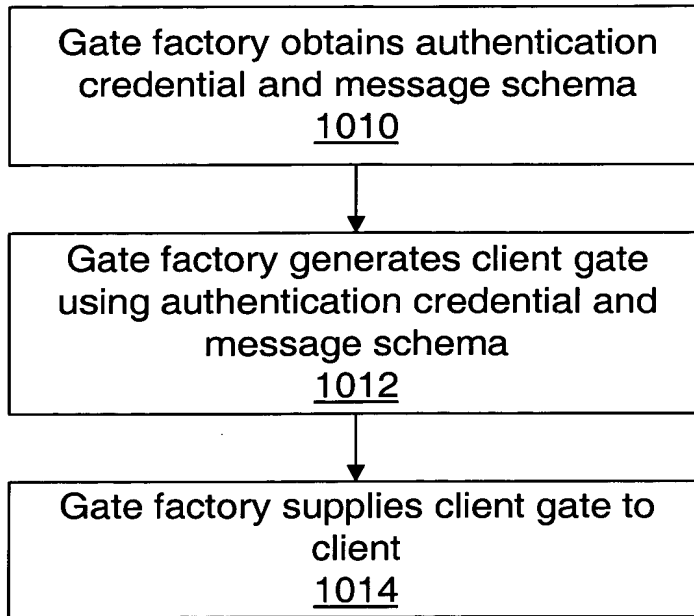 Gate factory obtains authentication
credential and message schema
1010
Gate factory generates client gate
using authentication credential and
message schema
1012
Gate factory supplies client gate to
client
1014